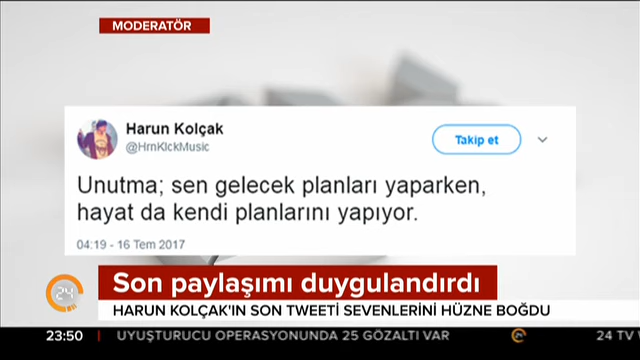 MODERATÖR
Harun Kolçak
@HrnKlckMusic
Takip et
Unutma; sen gelecek planları yaparken,
hayat da kendi planlarını yapıyor.
04:19 - 16 Tem 2017
24
Son paylaşımı duygulandırdı
HARUN KOLÇAK'IN SON TWEETİ SEVENLERİNİ HÜZNE BOĞDU
23:50 UYUŞTURUCU OPERASYONUNDA 25 GÖZALTI VAR 24 TV